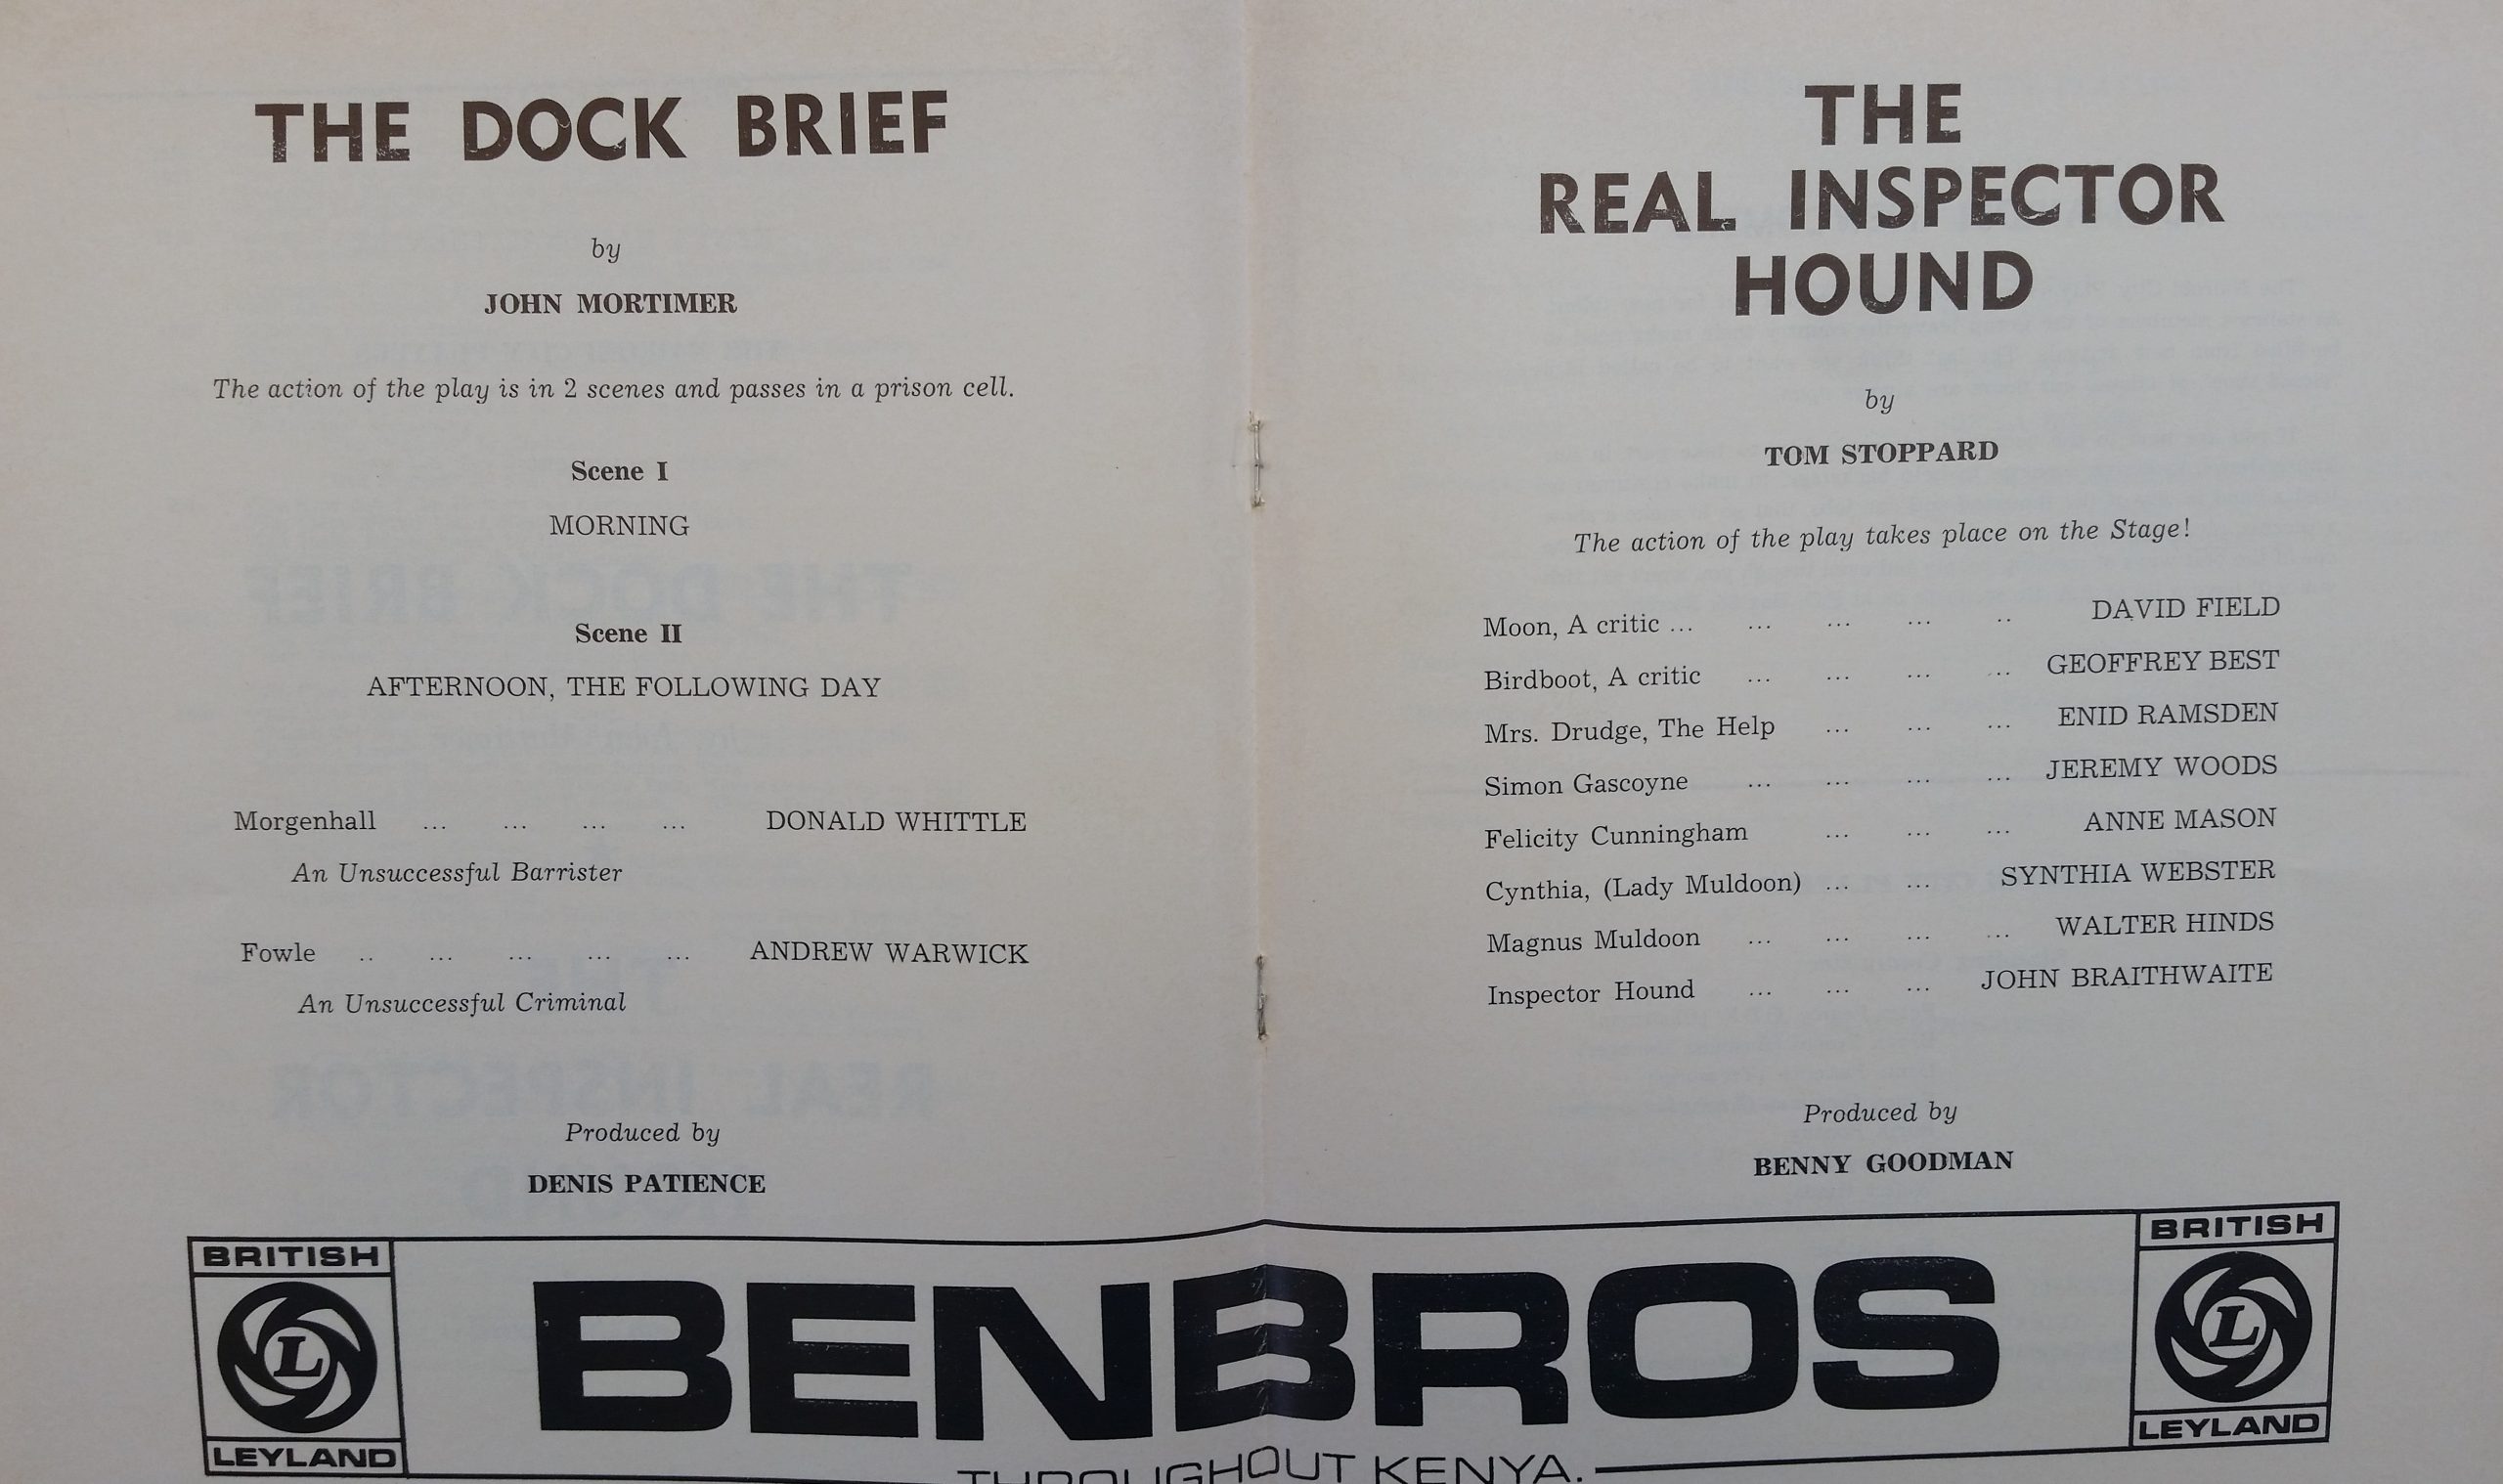 THE DOCK BRIEF
by
JOHN MORTIMER
The action of the play is in 2 scenes and passes in a prison cell.
Scene I
MORNING
Scene II
AFTERNOON, THE FOLLOWING DAY
Morgenhall ... ... ... ... DONALD WHITTLE
An Unsuccessful Barrister
Fowle .. ... ... ... ... ANDREW WARWICK
An Unsuccessful Criminal
Produced by
DENIS PATIENCE
THE
REAL INSPECTOR
HOUND
by
TOM STOPPARD
The action of the play takes place on the Stage!
Moon, A critic ... ... ... ... .. DAVID FIELD
Birdboot, A critic ... ... ... ... GEOFFREY BEST
Mrs. Drudge, The Help ... ... ... ENID RAMSDEN
Simon Gascoyne ... ... ... ... JEREMY WOODS
Felicity Cunningham ... ... ... ANNE MASON
Cynthia, (Lady Muldoon) ... ... SYNTHIA WEBSTER
Magnus Muldoon ... ... ... ... WALTER HINDS
Inspector Hound ... ... ... JOHN BRAITHWAITE
Produced by
BENNY GOODMAN
BRITISH
L
LEYLAND
BENBROS
THROUGHOUT KENYA.
BRITISH
L
LEYLAND